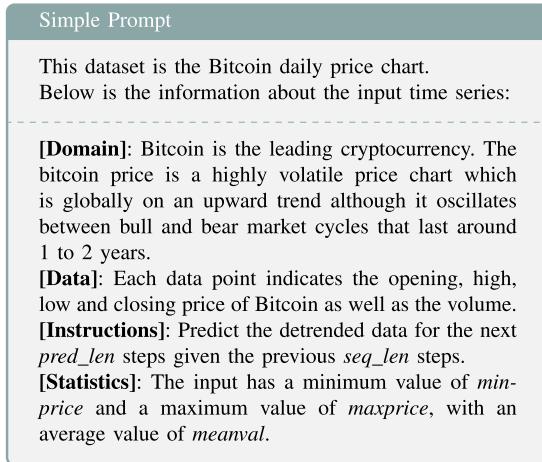 Simple Prompt
This dataset is the Bitcoin daily price chart.
Below is the information about the input time series:
[Domain]: Bitcoin is the leading cryptocurrency. The
bitcoin price is a highly volatile price chart which
is globally on an upward trend although it oscillates
between bull and bear market cycles that last around
1 to 2 years.
[Data]: Each data point indicates the opening, high,
low and closing price of Bitcoin as well as the volume.
[Instructions]: Predict the detrended data for the next
pred_len steps given the previous seq_len steps.
[Statistics]: The input has a minimum value of min-
price and a maximum value of maxprice, with an
average value of meanval.